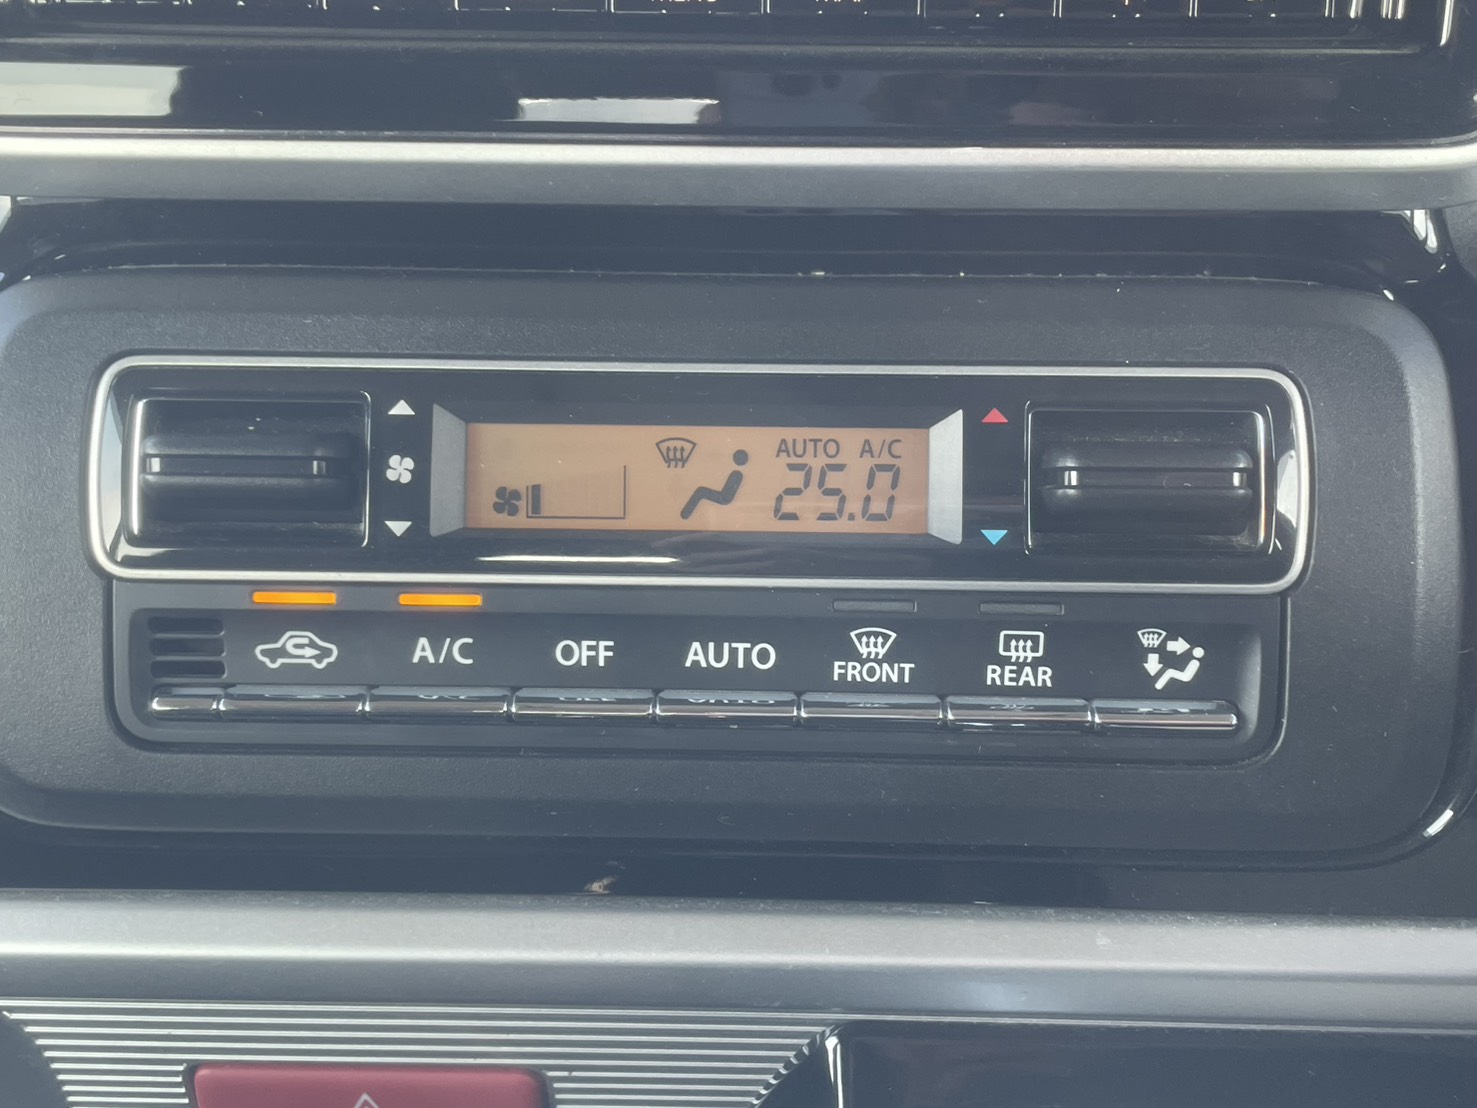 AUTO A/C
25.0
A/C OFF AUTO FRONT REAR